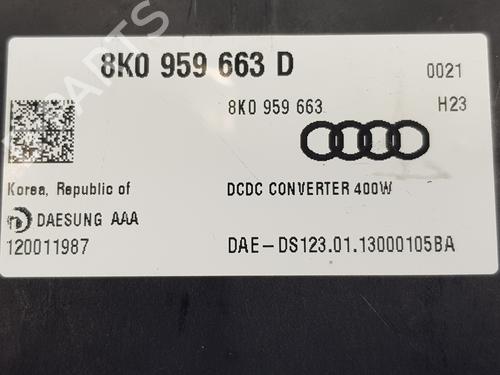 8K0 959 663 D
0021
8K0 959 663
H23
Korea, Republic of
DCDC CONVERTER 400W
DAESUNG AAA
120011987
DAE-DS123.01.13000105BA